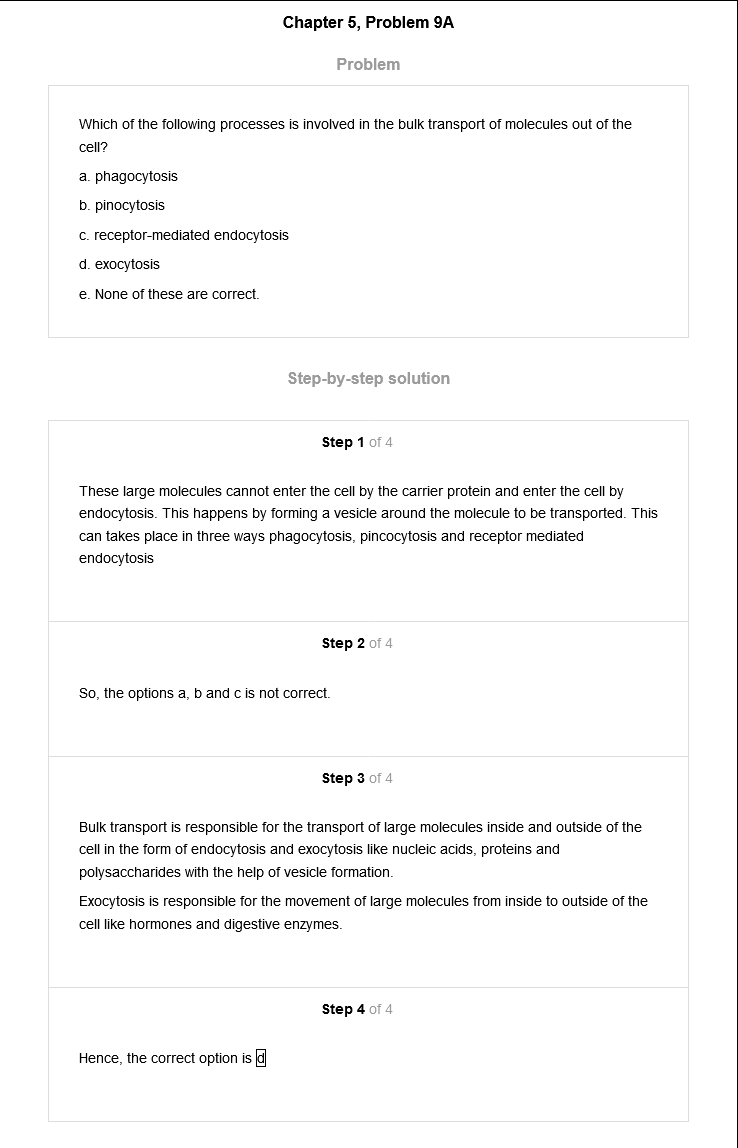 Chapter 5, Problem 9A
Problem
Which of the following processes is involved in the bulk transport of molecules out of the
cell?
a. phagocytosis
b. pinocytosis
c. receptor-mediated endocytosis
d. exocytosis
e. None of these are correct.
Step-by-step solution
Step 1 of 4
These large molecules cannot enter the cell by the carrier protein and enter the cell by
endocytosis. This happens by forming a vesicle around the molecule to be transported. This
can takes place in three ways phagocytosis, pincocytosis and receptor mediated
endocytosis
Step 2 of 4
So, the options a, b and c is not correct.
Step 3 of 4
Bulk transport is responsible for the transport of large molecules inside and outside of the
cell in the form of endocytosis and exocytosis like nucleic acids, proteins and
polysaccharides with the help of vesicle formation.
Exocytosis is responsible for the movement of large molecules from inside to outside of the
cell like hormones and digestive enzymes.
Step 4 of 4
Hence, the correct option is d